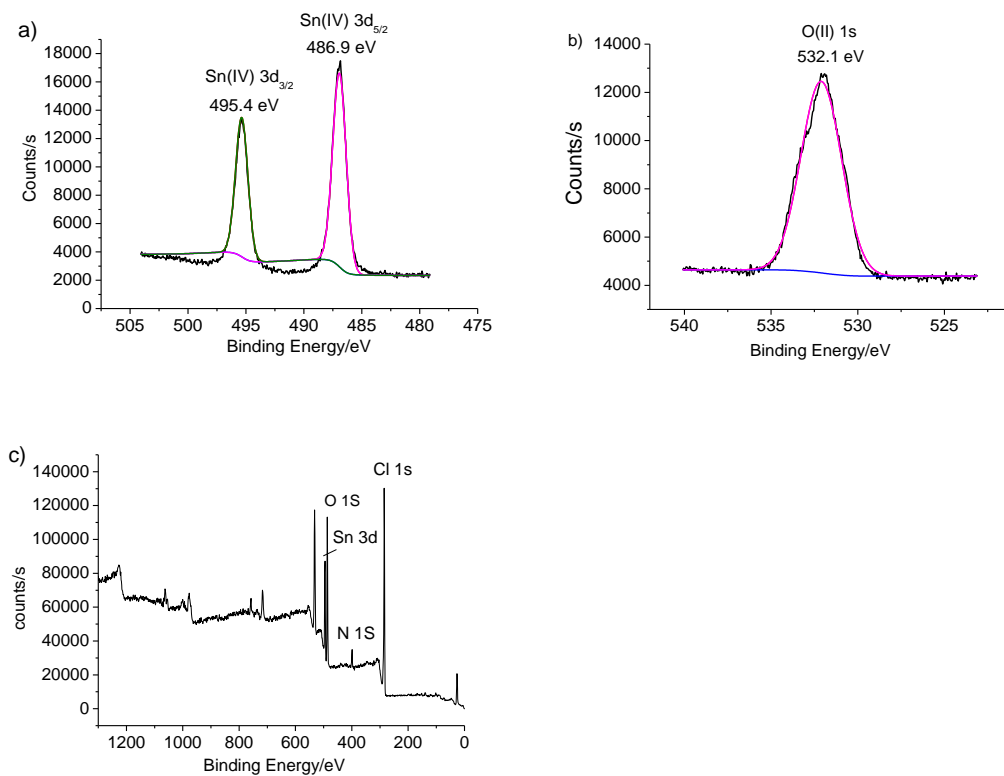 a)
Sn(IV) 3d5/2
486.9 eV
Sn(IV) 3d3/2
495.4 eV
18000
16000
14000
12000
10000
8000
6000
4000
2000
0
Counts/s
505 500 495 490 485 480 475
Binding Energy/eV
b)
O(II) 1s
532.1 eV
14000
12000
10000
8000
6000
4000
Counts/s
540 535 530 525
Binding Energy/eV
c)
Cl 1s
O 1S
Sn 3d
N 1S
140000
120000
100000
80000
60000
40000
20000
0
counts/s
1200 1000 800 600 400 200 0
Binding Energy/eV